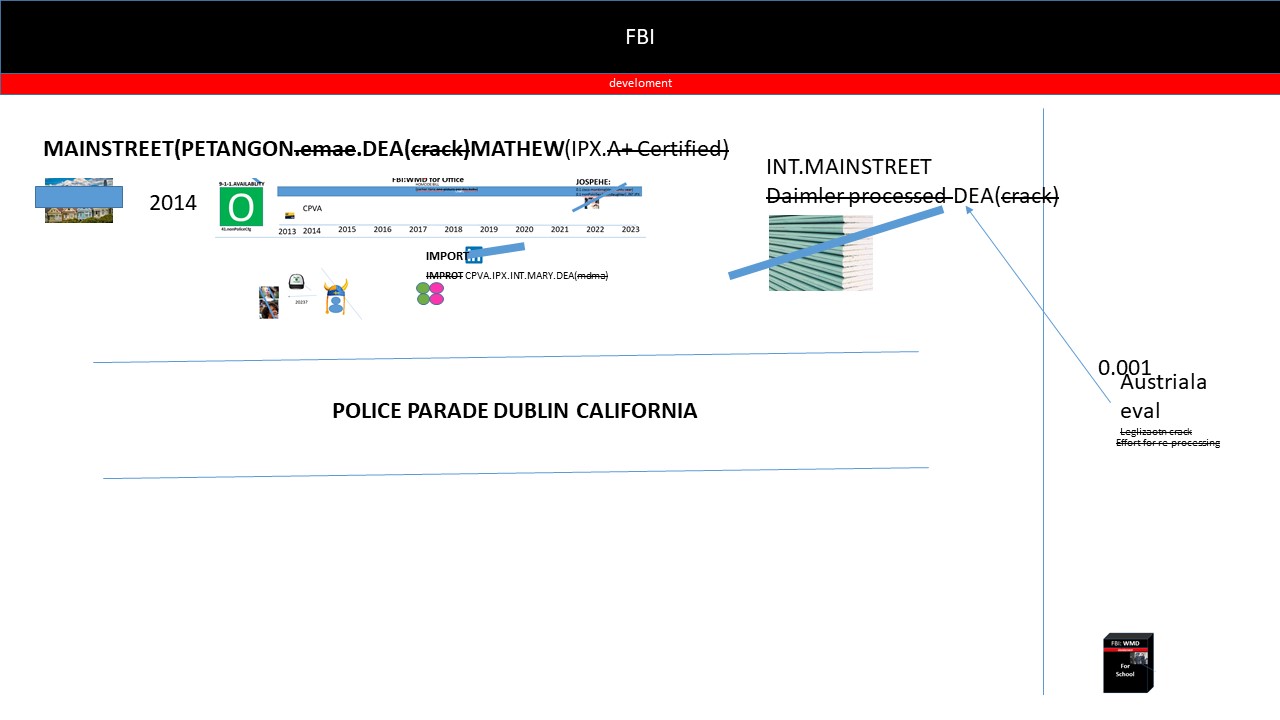 FBI
develoment
MAINSTREET(PETANGON.emae.DEA(crack)MATHEW(IPX.A+ Certified)
INT.MAINSTREET
Daimler processed DEA(crack)
2014
9-1-1.AVAILABLITY
O
FBI:WMD for Office
JOSPEHE:
CPVA
2013 2014 2015 2016 2017 2018 2019 2020 2021 2022 2023
IMPORT
in
IMPROT CPVA.IPX.INT.MARY.DEA(mdma)
2023?
0.001
Austriala
eval
Leglizaotn crack
Effort for re-processing
POLICE PARADE DUBLIN CALIFORNIA
FBI: WMD
For
School